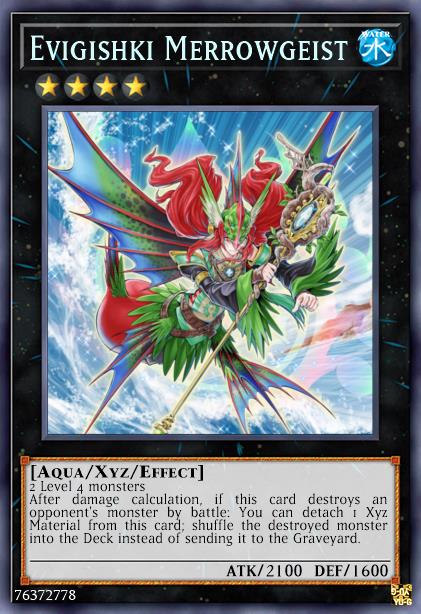 EVIGISHKI MERROWGEIST
WATER
水
[AQUA/XYZ/EFFECT]
2 Level 4 monsters
After damage calculation, if this card destroys an
opponent's monster by battle: You can detach 1 Xyz
Material from this card; shuffle the destroyed monster
into the Deck instead of sending it to the Graveyard.
ATK/2100 DEF/1600
76372778